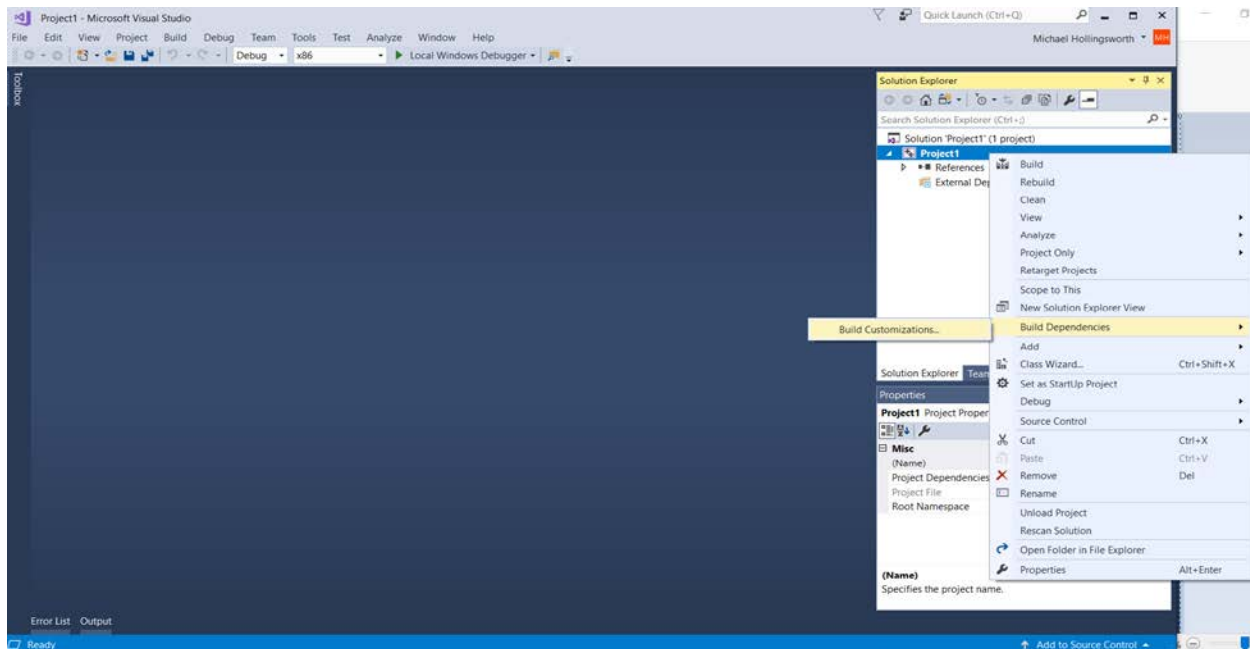 Project1 - Microsoft Visual Studio
Quick Launch (Ctrl+Q)
File Edit View Project Build Debug Team Tools Test Analyze Window Help
Michael Hollingsworth MH
Debug x86 Local Windows Debugger
Toolbox
Solution Explorer
Search Solution Explorer (Ctrl+;)
Solution 'Project1' (1 project)
Project1
References
External Dep
Build
Rebuild
Clean
View
Analyze
Project Only
Retarget Projects
Scope to This
New Solution Explorer View
Build Dependencies
Build Customizations...
Add
Class Wizard... Ctrl+Shift+X
Set as StartUp Project
Debug
Source Control
Cut Ctrl+X
Paste Ctrl+V
Remove Del
Rename
Unload Project
Rescan Solution
Open Folder in File Explorer
Properties Alt+Enter
Solution Explorer Team
Properties
Project1 Project Proper
Misc
(Name)
Project Dependencies
Project File
Root Namespace
(Name)
Specifies the project name.
Error List Output
Ready
Add to Source Control